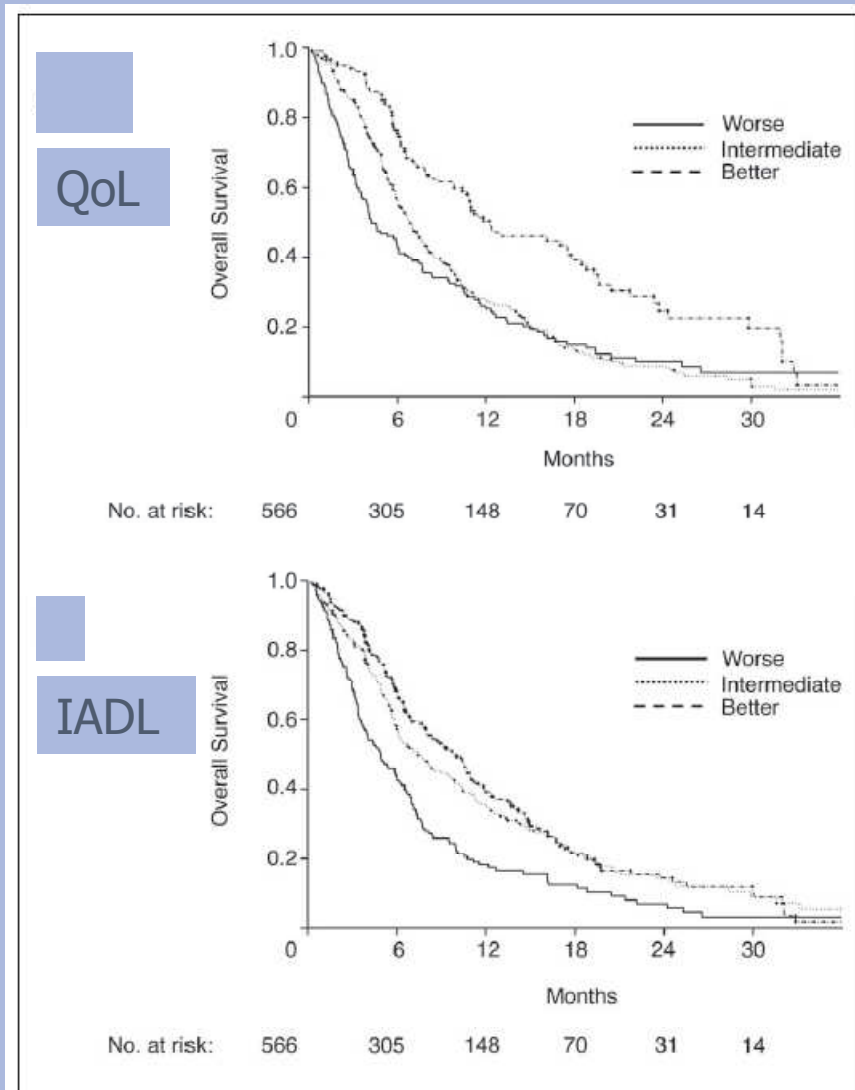 QoL
Overall Survival
1.0
0.8
0.6
0.4
0.2
0
6
12
18
24
30
Months
Worse
Intermediate
Better
No. at risk: 566 305 148 70 31 14
IADL
Overall Survival
1.0
0.8
0.6
0.4
0.2
0
6
12
18
24
30
Months
Worse
Intermediate
Better
No. at risk: 566 305 148 70 31 14